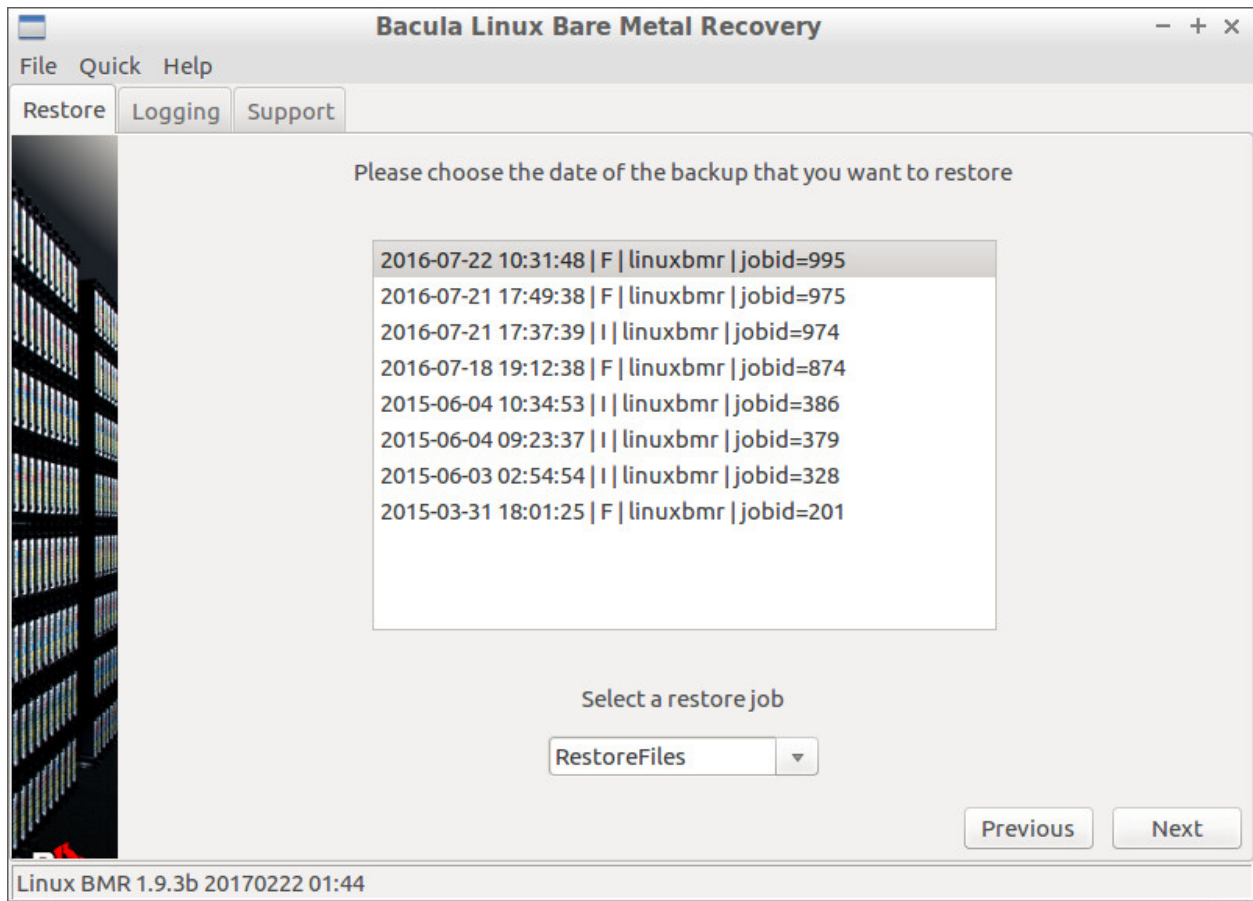 Bacula Linux Bare Metal Recovery
File Quick Help
Restore Logging Support
Please choose the date of the backup that you want to restore
2016-07-22 10:31:48 | F | linuxbmr | jobid=995
2016-07-21 17:49:38 | F | linuxbmr | jobid=975
2016-07-21 17:37:39 | I | linuxbmr | jobid=974
2016-07-18 19:12:38 | F | linuxbmr | jobid=874
2015-06-04 10:34:53 | I | linuxbmr | jobid=386
2015-06-04 09:23:37 | I | linuxbmr | jobid=379
2015-06-03 02:54:54 | I | linuxbmr | jobid=328
2015-03-31 18:01:25 | F | linuxbmr | jobid=201
Select a restore job
RestoreFiles
Previous Next
Linux BMR 1.9.3b 20170222 01:44